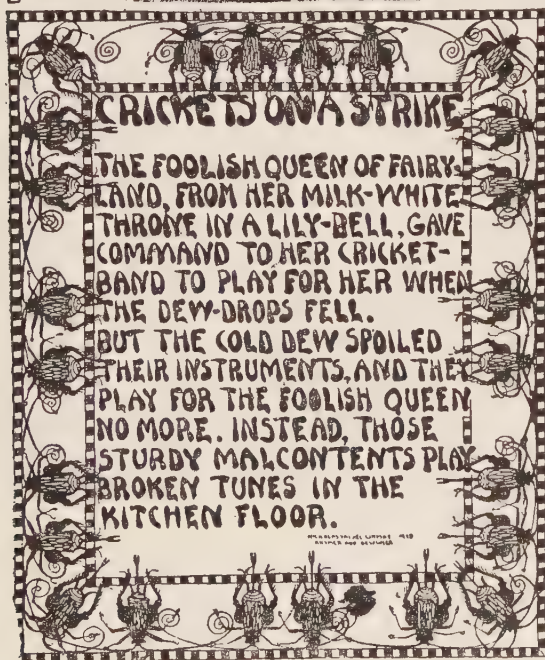 CRICKETS ON A STRIKE
THE FOOLISH QUEEN OF FAIRY-
LAND, FROM HER MILK-WHITE
THRONE IN A LILY-BELL, GAVE
COMMAND TO HER CRICKET-
BAND TO PLAY FOR HER WHEN
THE DEW-DROPS FELL.
BUT THE COLD DEW SPOILED
THEIR INSTRUMENTS, AND THEY
PLAY FOR THE FOOLISH QUEEN
NO MORE. INSTEAD, THOSE
STURDY MALCONTENTS PLAY
BROKEN TUNES IN THE
KITCHEN FLOOR.
AND DESIGNER